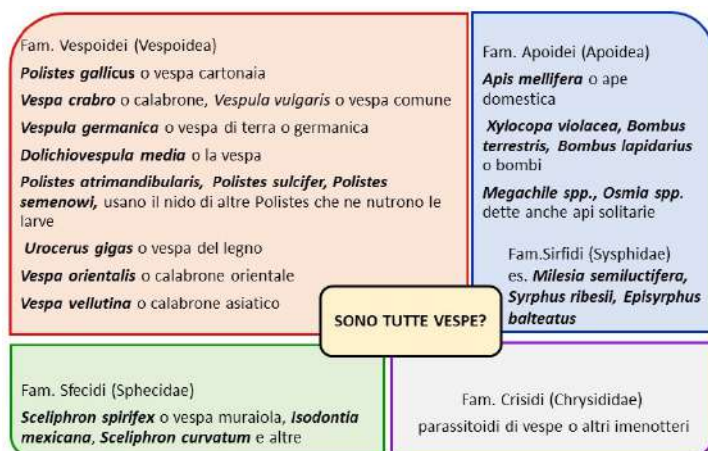 Fam. Vespoidei (Vespoidea)
Polistes gallicus o vespa cartonaia
Vespa crabro o calabrone, Vespula vulgaris o vespa comune
Vespula germanica o vespa di terra o germanica
Dolichiovespula media o la vespa
Polistes atrimandibularis, Polistes sulcifer, Polistes
semenowi, usano il nido di altre Polistes che ne nutrono le
larve
Urocerus gigas o vespa del legno
Vespa orientalis o calabrone orientale
Vespa vellutina o calabrone asiatico
Fam. Apoidei (Apoidea)
Apis mellifera o ape
domestica
Xylocopa violacea, Bombus
terrestris, Bombus lapidarius
o bombi
Megachile spp., Osmia spp.
dette anche api solitarie
Fam.Sirfidi (Sysphidae)
es. Milesia semiluctifera,
Syrphus ribesii, Episyrphus
balteatus
SONO TUTTE VESPE?
Fam. Sfecidi (Sphecidae)
Sceliphron spirifex o vespa muraiola, Isodontia
mexicana, Sceliphron curvatum e altre
Fam. Crisidi (Chrysididae)
parassitoidi di vespe o altri imenotteri